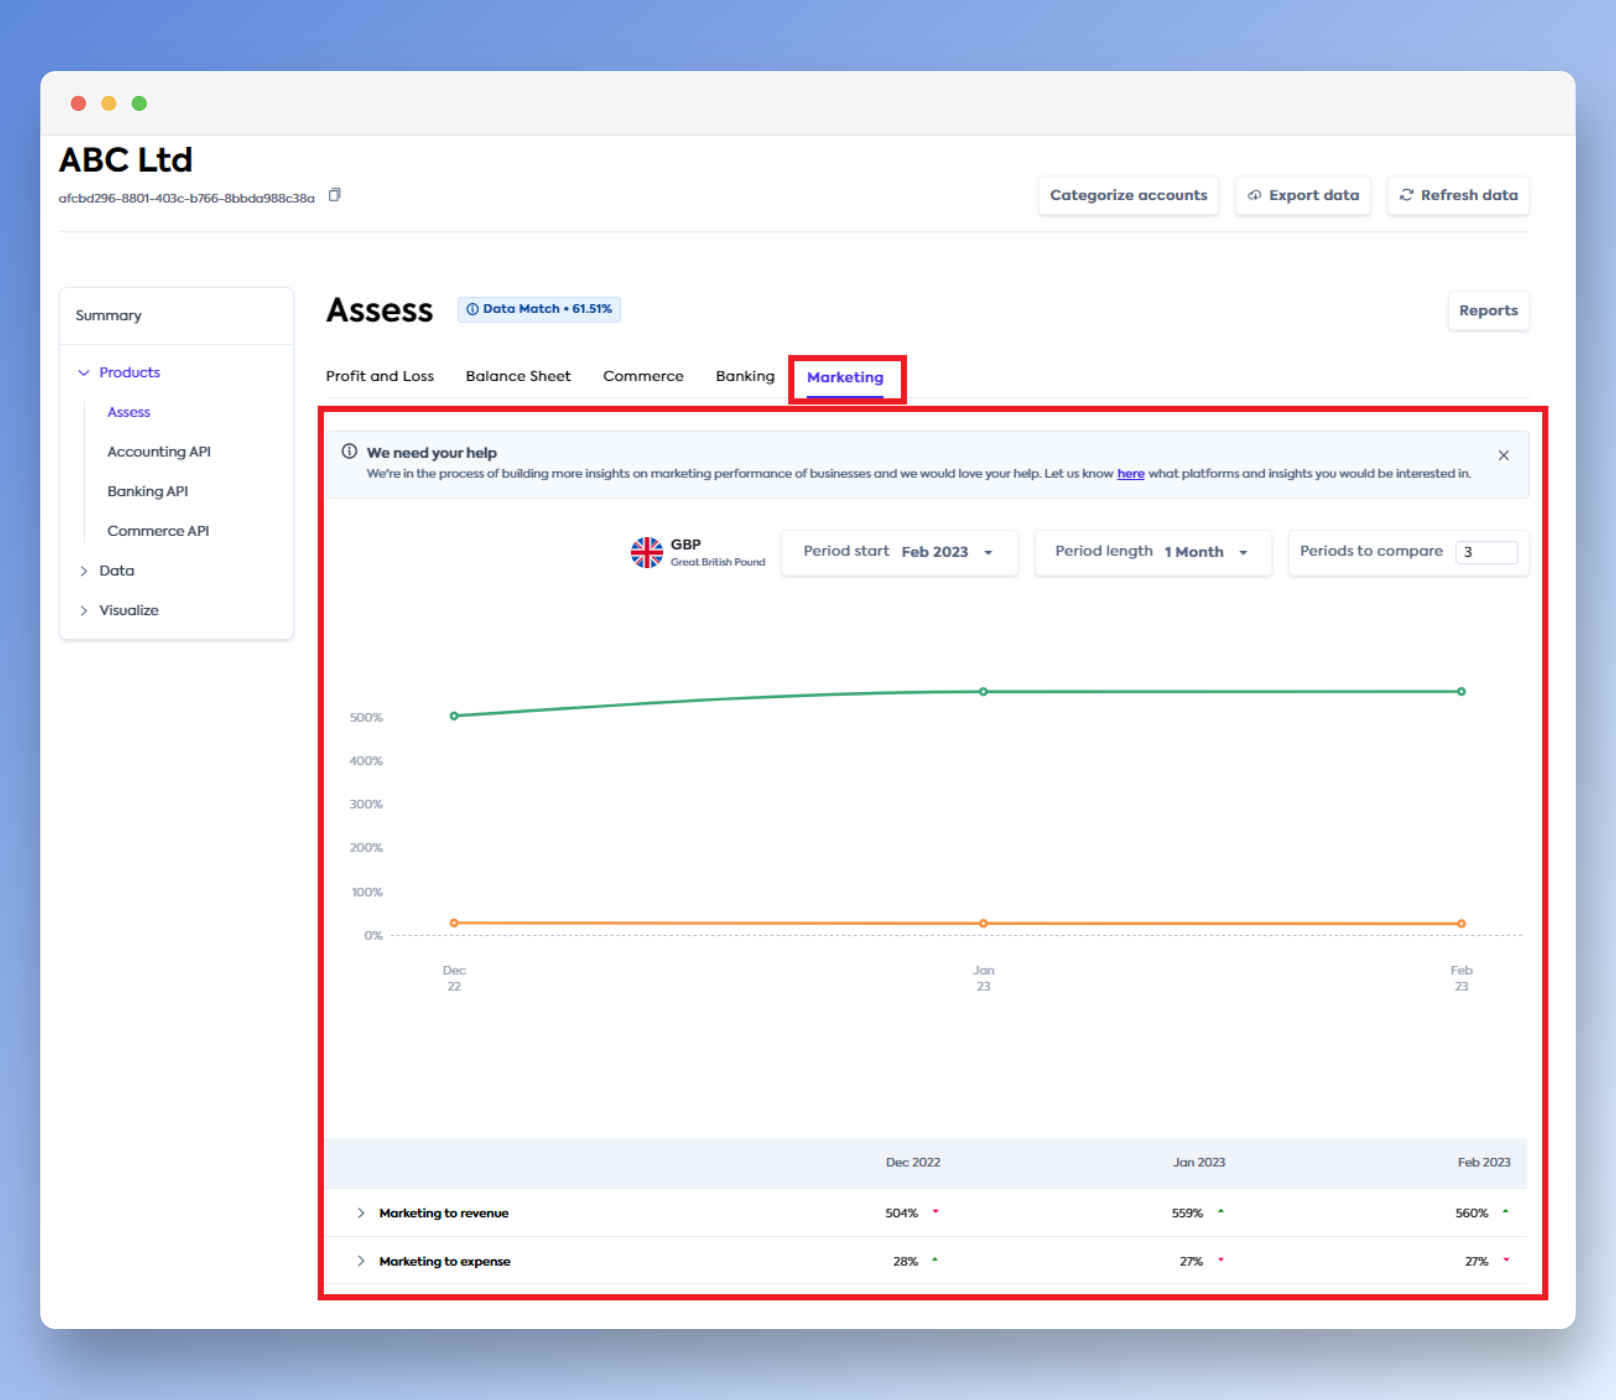 ABC Ltd
afcbd296-8801-403c-b766-8bbda988c38a
Categorize accounts
Export data
Refresh data
Summary
Products
Assess
Accounting API
Banking API
Commerce API
Data
Visualize
Assess
Data Match • 61.51%
Reports
Profit and Loss
Balance Sheet
Commerce
Banking
Marketing
We need your help
We're in the process of building more insights on marketing performance of businesses and we would love your help. Let us know here what platforms and insights you would be interested in.
GBP
Great British Pound
Period start Feb 2023
Period length 1 Month
Periods to compare 3
500%
400%
300%
200%
100%
0%
Dec
22
Jan
23
Feb
23
Dec 2022 Jan 2023 Feb 2023
Marketing to revenue 504% 559% 560%
Marketing to expense 28% 27% 27%